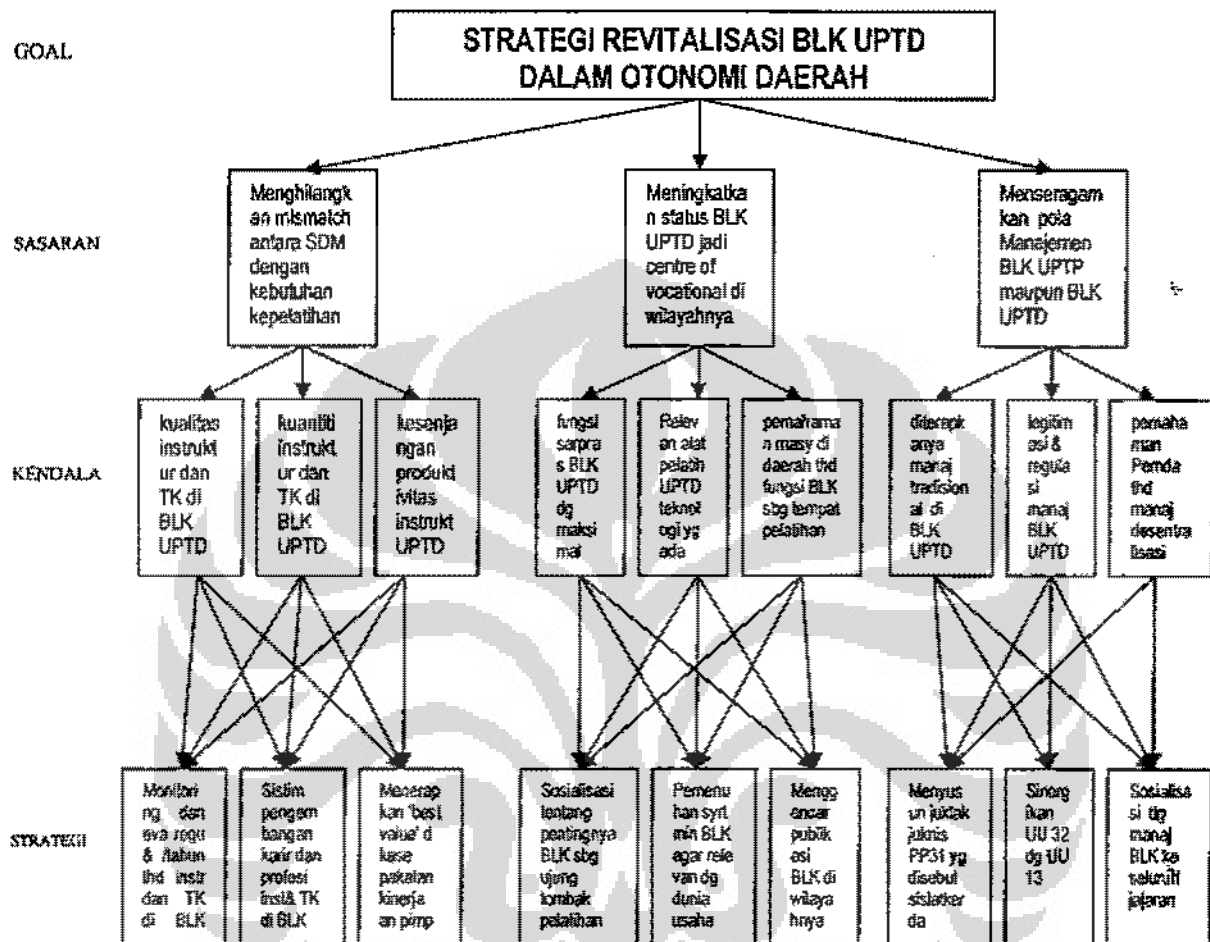 GOAL
STRATEGI REVITALISASI BLK UPTD
DALAM OTONOMI DAERAH
SASARAN
Menghilangk
an mismatch
antara SDM
dengan
kebutuhan
kepelatihan
Meningkatka
n status BLK
UPTD jadi
centre of
vocational di
wilayahnya
Menseragam
kan pola
Manajemen
BLK UPTP
maupun BLK
UPTD
KENDALA
kualitas
instrukt
ur dan
TK di
BLK
UPTD
kuantiti
instrukt
ur dan
TK di
BLK
UPTD
kesenja
ngan
produkt
ivitas
instrukt
UPTD
fungsi
sarpra
s BLK
UPTD
dg
maksi
mal
Relev
an alat
pelatih
UPTD
teknol
ogi yg
ada
pemahama
n masy di
daerah thd
fungsi BLK
sbg tempat
pelatihan
diterapk
anya
manaj
tradision
al di
BLK
UPTD
legitim
asi &
regula
si
manaj
BLK
UPTD
pemaha
man
Pemda
thd
manaj
desentra
lisasi
STRATEGI
Monitori
ng dan
eva regu
& /tahun
thd instr
dan TK
di BLK
Sistim
pengem
bangan
karir dan
profesi
ins& TK
di BLK
Menerap
kan 'best
value' d
kese
pakatan
kinerja
an pimp
Sosialisasi
tentang
pentingnya
BLK sbg
ujung
tombak
pelatihan
Pemenu
han syrt
min BLK
agar rele
van dg
dunia
usaha
Mengg
encar
publik
asi
BLK di
wilaya
hnya
Menyus
un juklak
juknis
PP31 yg
disebut
sislatker
da
Sinerg
ikan
UU 32
dg UU
13
Sosialisa
si dg
manaj
BLK ke
seluruh
jajaran